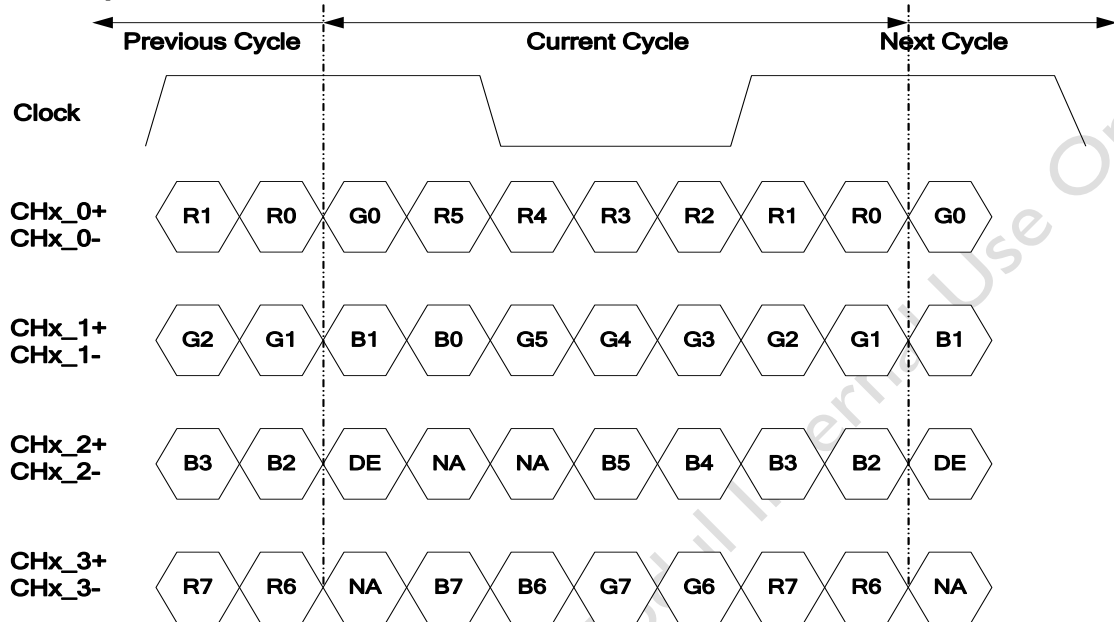 Previous Cycle Current Cycle Next Cycle
Clock
CHx_0+
CHx_0-
R1 R0 G0 R5 R4 R3 R2 R1 R0 G0
CHx_1+
CHx_1-
G2 G1 B1 B0 G5 G4 G3 G2 G1 B1
CHx_2+
CHx_2-
B3 B2 DE NA NA B5 B4 B3 B2 DE
CHx_3+
CHx_3-
R7 R6 NA B7 B6 G7 G6 R7 R6 NA
Use